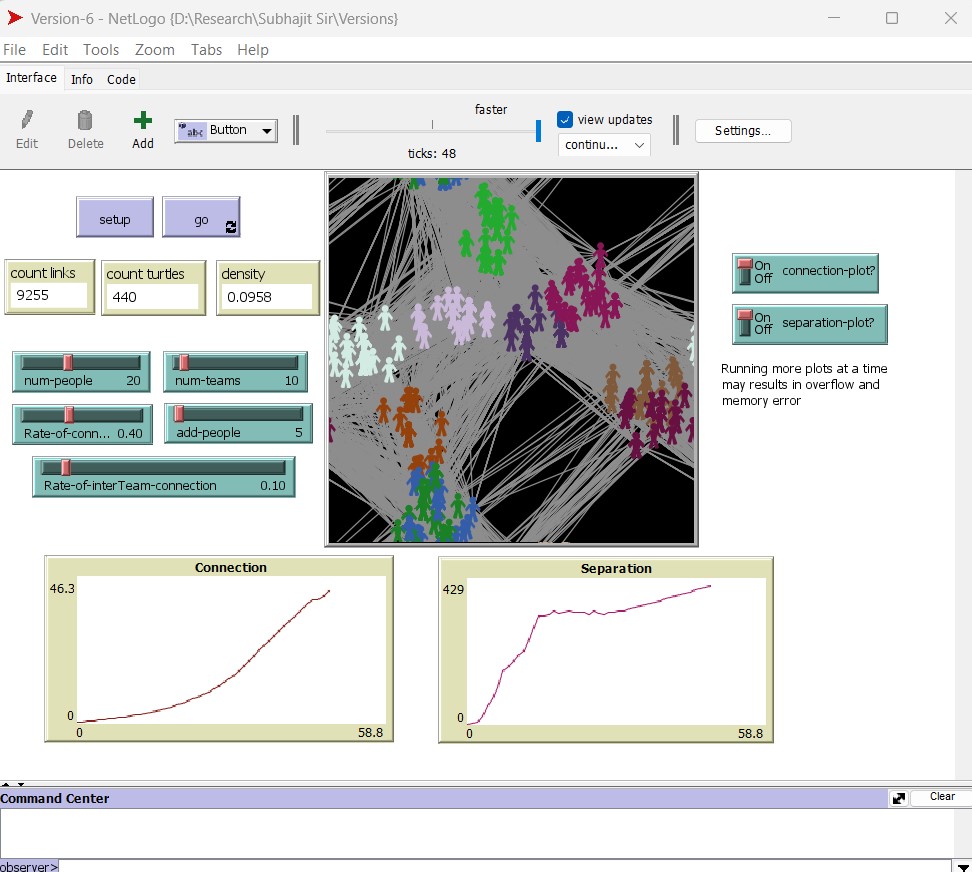 Version-6 - NetLogo {D:\Research\Subhajit Sir\Versions}
File Edit Tools Zoom Tabs Help
Interface Info Code
Edit Delete Add
abc Button
faster
ticks: 48
view updates
continu...
Settings...
setup go
count links
9255
count turtles
440
density
0.0958
On
Off
connection-plot?
On
Off
separation-plot?
num-people 20
num-teams 10
Rate-of-conn... 0.40
add-people 5
Rate-of-interTeam-connection 0.10
Running more plots at a time
may results in overflow and
memory error
Connection
46.3
0
0 58.8
Separation
429
0
0 58.8
Command Center
Clear
observer>